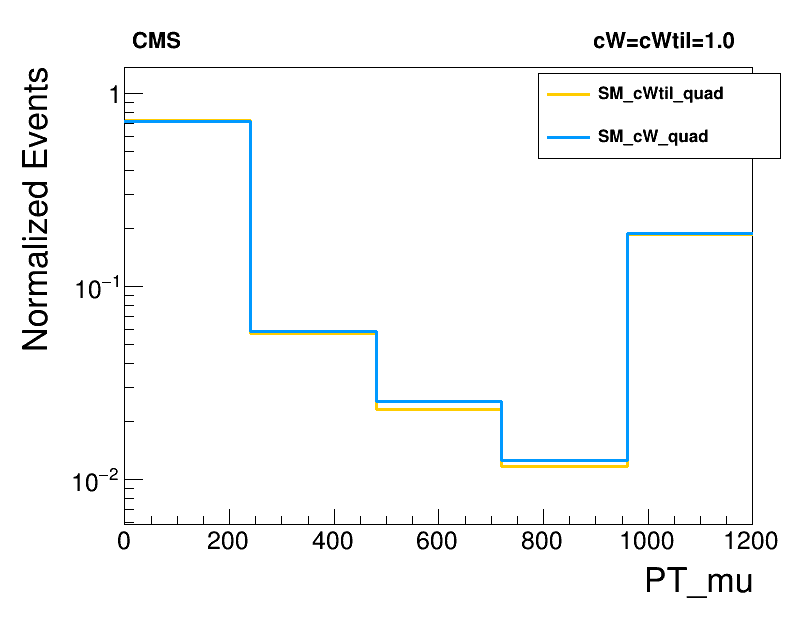 CMS
cW=cWtil=1.0
Normalized Events
SM_cWtil_quad
SM_cW_quad
1
10⁻¹
10⁻²
0 200 400 600 800 1000 1200
PT_mu